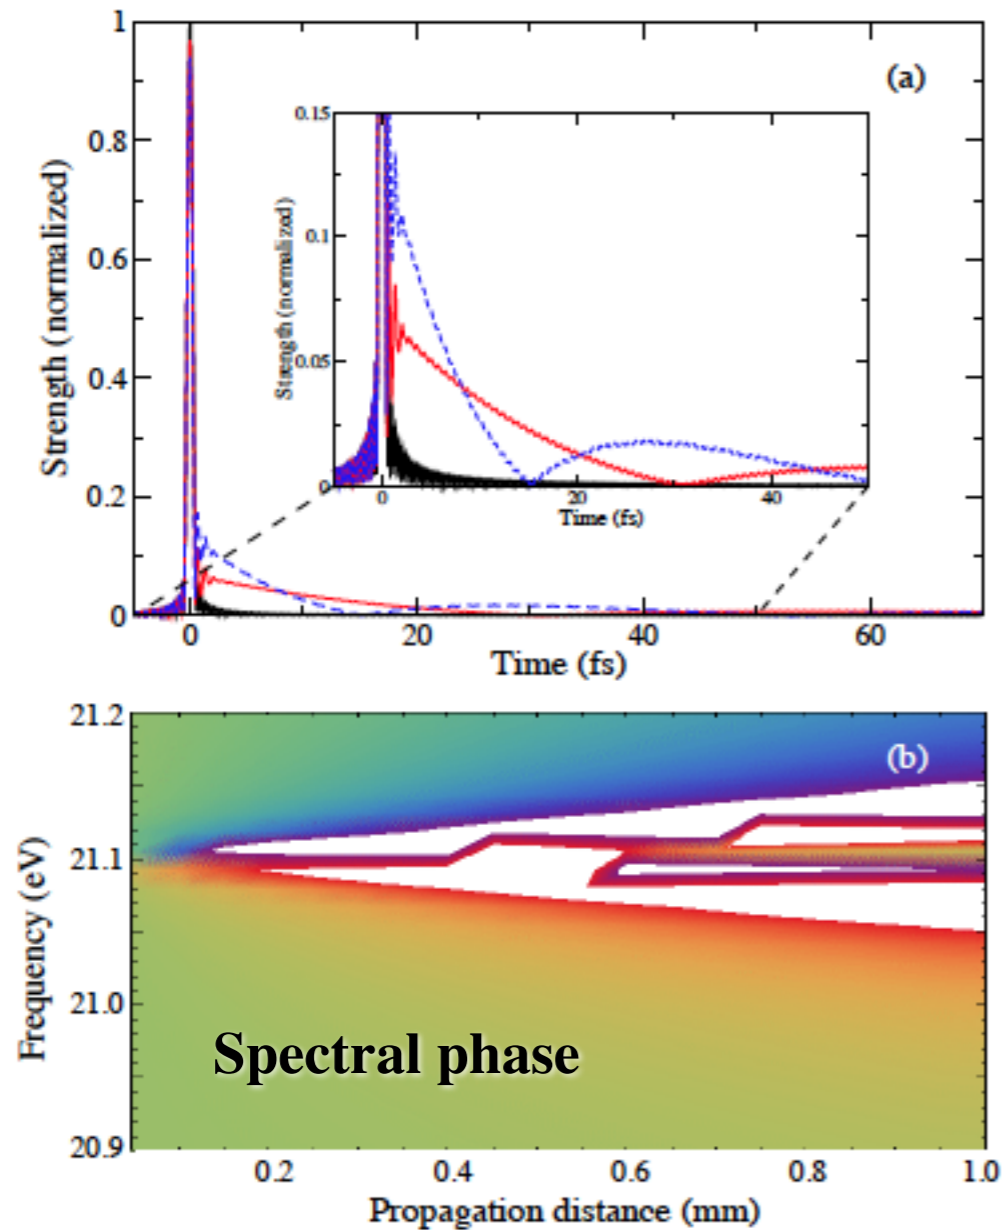 1
(a)
0.8
0.6
0.4
0.2
0
Strength (normalized)
0.15
0.1
0.05
0
Strength (normalized)
0 20 40
Time (fs)
0 20 40 60
Time (fs)
21.2
(b)
21.1
21.0
20.9
Frequency (eV)
Spectral phase
0.2 0.4 0.6 0.8 1.0
Propagation distance (mm)